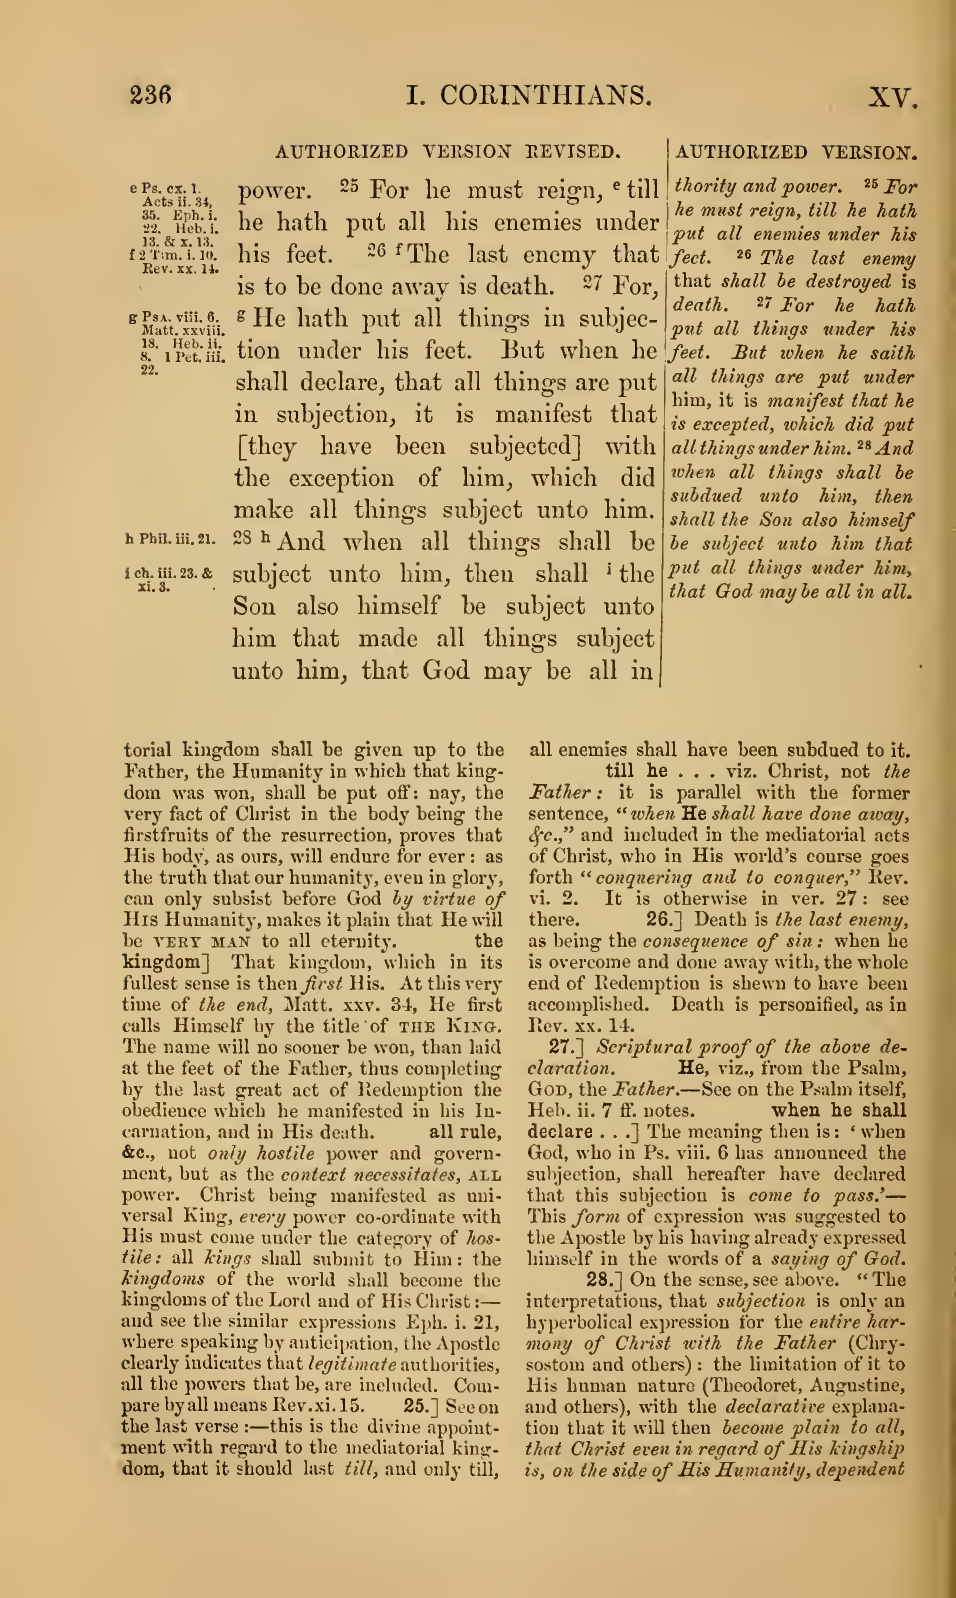 236 I. CORINTHIANS. XV.
AUTHORIZED VERSION REVISED.
e Ps. cx. 1.
Acts ii. 34,
35. Eph. i.
22. Heb. i.
13. & x. 13.
f 2 Tim. i. 10.
Rev. xx. 14.
g PSA. viii. 6.
Matt. xxviii.
18. Heb. ii.
8. 1 Pet. iii.
22.
h Phil. iii. 21.
i ch. iii. 23. &
xi. 3.
power. 25 For he must reign, e till
he hath put all his enemies under
his feet. 26 f The last enemy that
is to be done away is death. 27 For,
g He hath put all things in subjec-
tion under his feet. But when he
shall declare, that all things are put
in subjection, it is manifest that
[they have been subjected] with
the exception of him, which did
make all things subject unto him.
28 h And when all things shall be
subject unto him, then shall i the
Son also himself be subject unto
him that made all things subject
unto him, that God may be all in
AUTHORIZED VERSION.
thority and power. 25 For
he must reign, till he hath
put all enemies under his
feet. 26 The last enemy
that shall be destroyed is
death. 27 For he hath
put all things under his
feet. But when he saith
all things are put under
him, it is manifest that he
is excepted, which did put
all things under him. 28 And
when all things shall be
subdued unto him, then
shall the Son also himself
be subject unto him that
put all things under him,
that God may be all in all.
torial kingdom shall be given up to the
Father, the Humanity in which that king-
dom was won, shall be put off: nay, the
very fact of Christ in the body being the
firstfruits of the resurrection, proves that
His body, as ours, will endure for ever: as
the truth that our humanity, even in glory,
can only subsist before God by virtue of
HIS Humanity, makes it plain that He will
be VERY MAN to all eternity. the
kingdom] That kingdom, which in its
fullest sense is then first His. At this very
time of the end, Matt. xxv. 34, He first
calls Himself by the title of THE KING.
The name will no sooner be won, than laid
at the feet of the Father, thus completing
by the last great act of Redemption the
obedience which he manifested in his In-
carnation, and in His death. all rule,
&c., not only hostile power and govern-
ment, but as the context necessitates, ALL
power. Christ being manifested as uni-
versal King, every power co-ordinate with
His must come under the category of hos-
tile: all kings shall submit to Him: the
kingdoms of the world shall become the
kingdoms of the Lord and of His Christ:—
and see the similar expressions Eph. i. 21,
where speaking by anticipation, the Apostle
clearly indicates that legitimate authorities,
all the powers that be, are included. Com-
pare by all means Rev. xi. 15. 25.] See on
the last verse:—this is the divine appoint-
ment with regard to the mediatorial king-
dom, that it should last till, and only till,
all enemies shall have been subdued to it.
till he . . . viz. Christ, not the
Father: it is parallel with the former
sentence, "when He shall have done away,
&c.," and included in the mediatorial acts
of Christ, who in His world's course goes
forth "conquering and to conquer," Rev.
vi. 2. It is otherwise in ver. 27: see
there. 26.] Death is the last enemy,
as being the consequence of sin: when he
is overcome and done away with, the whole
end of Redemption is shewn to have been
accomplished. Death is personified, as in
Rev. xx. 14.
27.] Scriptural proof of the above de-
claration. He, viz., from the Psalm,
GOD, the Father.—See on the Psalm itself,
Heb. ii. 7 ff. notes. when he shall
declare . . .] The meaning then is: 'when
God, who in Ps. viii. 6 has announced the
subjection, shall hereafter have declared
that this subjection is come to pass.'—
This form of expression was suggested to
the Apostle by his having already expressed
himself in the words of a saying of God.
28.] On the sense, see above. "The
interpretations, that subjection is only an
hyperbolical expression for the entire har-
mony of Christ with the Father (Chry-
sostom and others): the limitation of it to
His human nature (Theodoret, Augustine,
and others), with the declarative explana-
tion that it will then become plain to all,
that Christ even in regard of His kingship
is, on the side of His Humanity, dependent